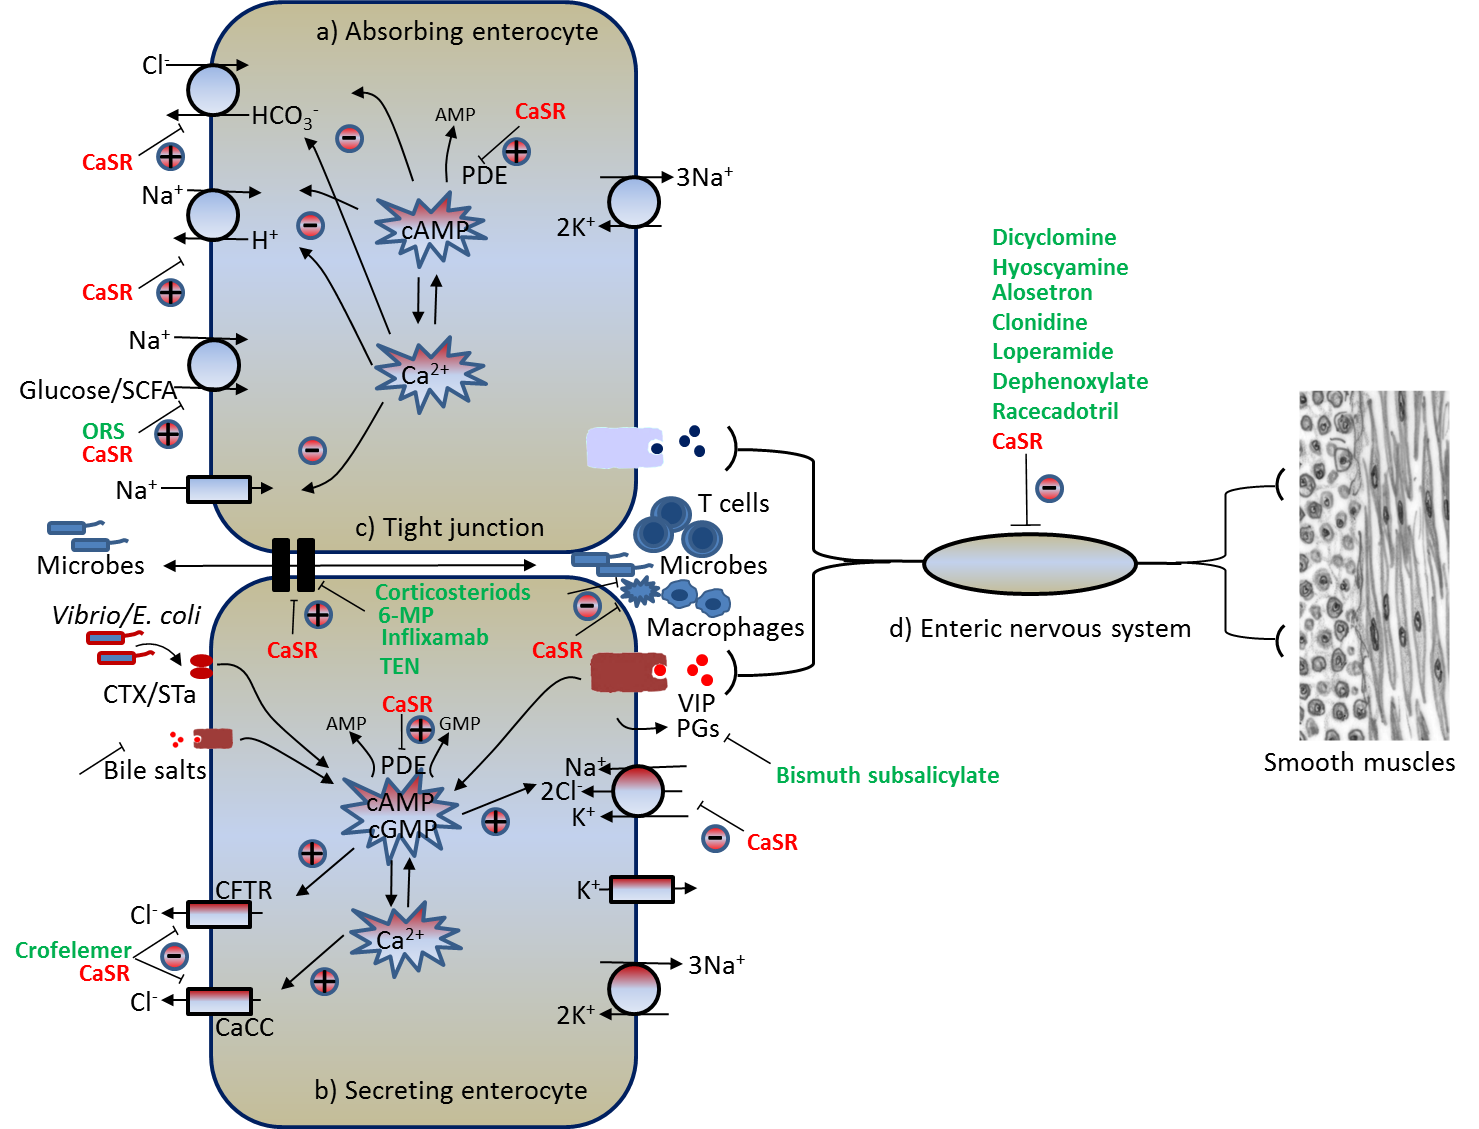 a) Absorbing enterocyte
Cl-
HCO3-
CaSR
+
Na+
H+
CaSR
+
Na+
Glucose/SCFA
ORS
CaSR
+
Na+
-
-
-
AMP
CaSR
+
PDE
cAMP
Ca2+
3Na+
2K+
c) Tight junction
Microbes
T cells
Microbes
Macrophages
Corticosteriods
6-MP
Inflixamab
TEN
+
CaSR
-
CaSR
Vibrio/E. coli
CTX/STa
Bile salts
CaSR
AMP
+
GMP
PDE
cAMP
cGMP
+
+
Ca2+
+
VIP
PGs
Bismuth subsalicylate
Na+
2Cl-
K+
-
CaSR
K+
3Na+
2K+
CFTR
Cl-
Crofelemer
CaSR
-
Cl-
CaCC
b) Secreting enterocyte
Dicyclomine
Hyoscyamine
Alosetron
Clonidine
Loperamide
Dephenoxylate
Racecadotril
CaSR
-
d) Enteric nervous system
Smooth muscles